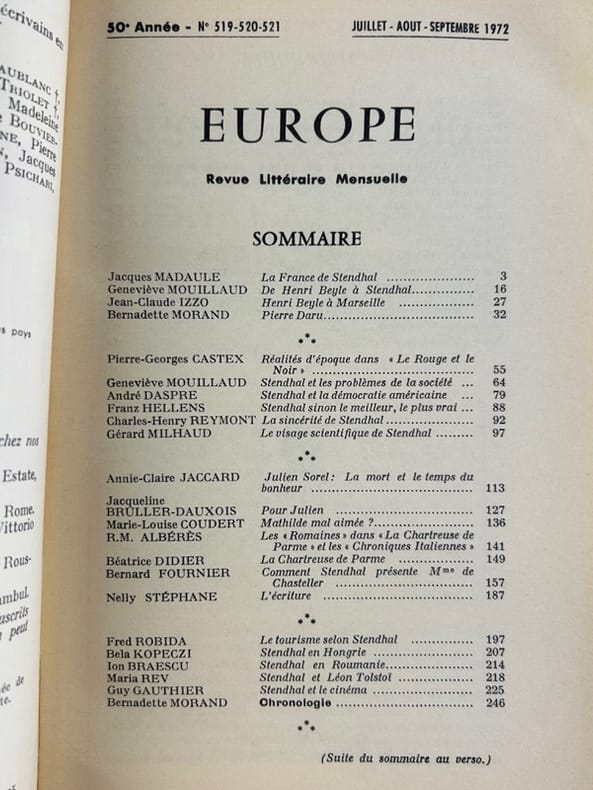 écrivains en
AUBLANC †,
TRIOLET †,
Madeleine
BOUVIER-
NE, Pierre
Jacques
PSICHARI,
pays
chez nos
Estate,
Rome.
Vittorio
Rous-
mbul.
peut
de
50e Année - N° 519-520-521 JUILLET - AOUT - SEPTEMBRE 1972
EUROPE
Revue Littéraire Mensuelle
SOMMAIRE
Jacques MADAULE La France de Stendhal ...................... 3
Geneviève MOUILLAUD De Henri Beyle à Stendhal............... 16
Jean-Claude IZZO Henri Beyle à Marseille .................. 27
Bernadette MORAND Pierre Daru...................................... 32
Pierre-Georges CASTEX Réalités d'époque dans « Le Rouge et le
Noir » ......................................... 55
Geneviève MOUILLAUD Stendhal et les problèmes de la société ... 64
André DASPRE Stendhal et la démocratie américaine ... 79
Franz HELLENS Stendhal sinon le meilleur, le plus vrai ... 88
Charles-Henry REYMONT La sincérité de Stendhal ...................... 92
Gérard MILHAUD Le visage scientifique de Stendhal ......... 97
Annie-Claire JACCARD Julien Sorel : La mort et le temps du
bonheur ......................................... 113
Jacqueline
BRULLER-DAUXOIS Pour Julien .................................. 127
Marie-Louise COUDERT Mathilde mal aimée ?......................... 136
R.M. ALBÉRÈS Les « Romaines » dans « La Chartreuse de
Parme » et les « Chroniques Italiennes » 141
Béatrice DIDIER La Chartreuse de Parme .................. 149
Bernard FOURNIER Comment Stendhal présente Mme de
Chasteller .................................. 157
Nelly STÉPHANE L'écriture ...................................... 187
Fred ROBIDA Le tourisme selon Stendhal ............... 197
Bela KOPECZI Stendhal en Hongrie .......................... 207
Ion BRAESCU Stendhal en Roumanie...................... 214
Maria REV Stendhal et Léon Tolstoï .................. 218
Guy GAUTHIER Stendhal et le cinéma .......................... 225
Bernadette MORAND Chronologie .................................. 246
(Suite du sommaire au verso.)